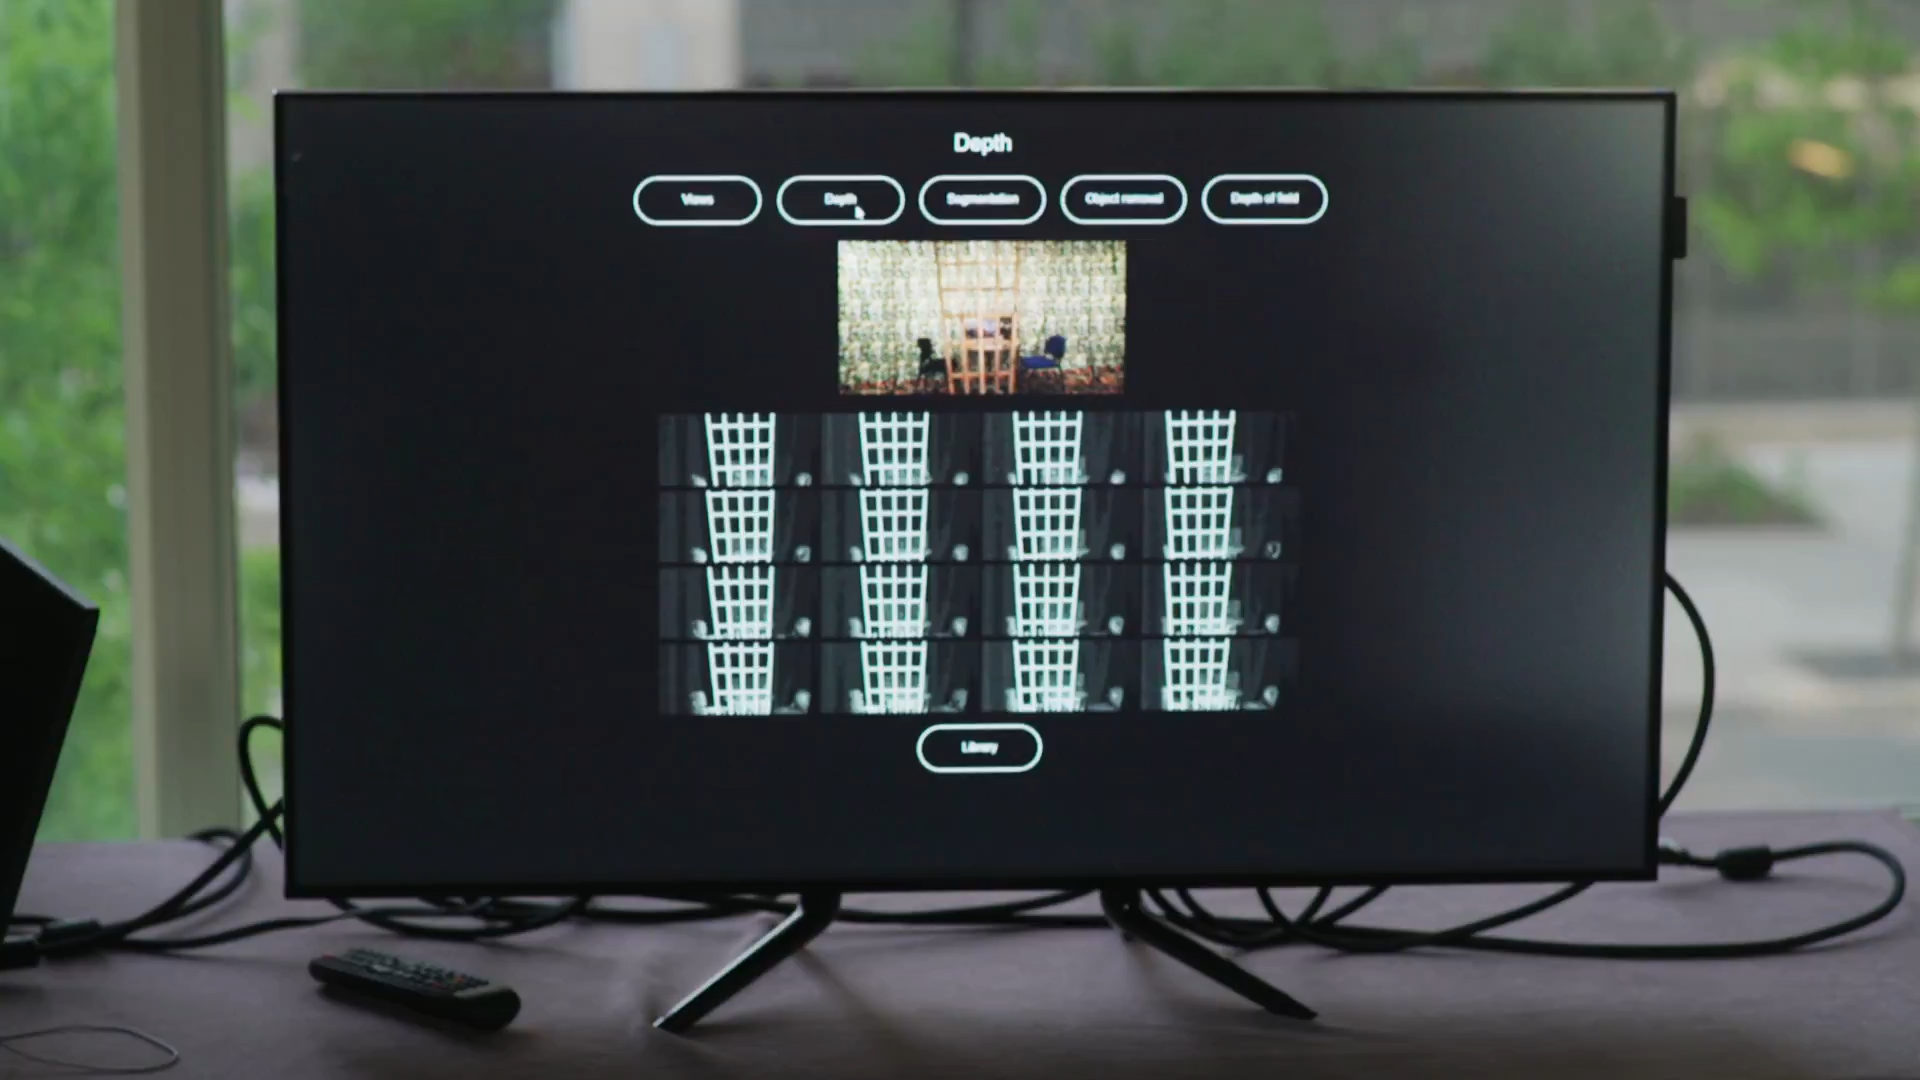 Depth
Views
Depth
Segmentation
Object removal
Depth of field
Library